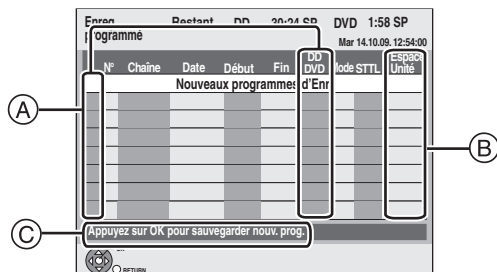 Enreg. Restant DD 30:24 SP DVD 1:58 SP
programmé Mar 14.10.09. 12:54:00
N° Chaîne Date Début Fin DD DVD Mode STTL Espace Unité
Nouveaux programmes d'Enr
Appuyez sur OK pour sauvegarder nouv. prog.
RETURN
A
B
C